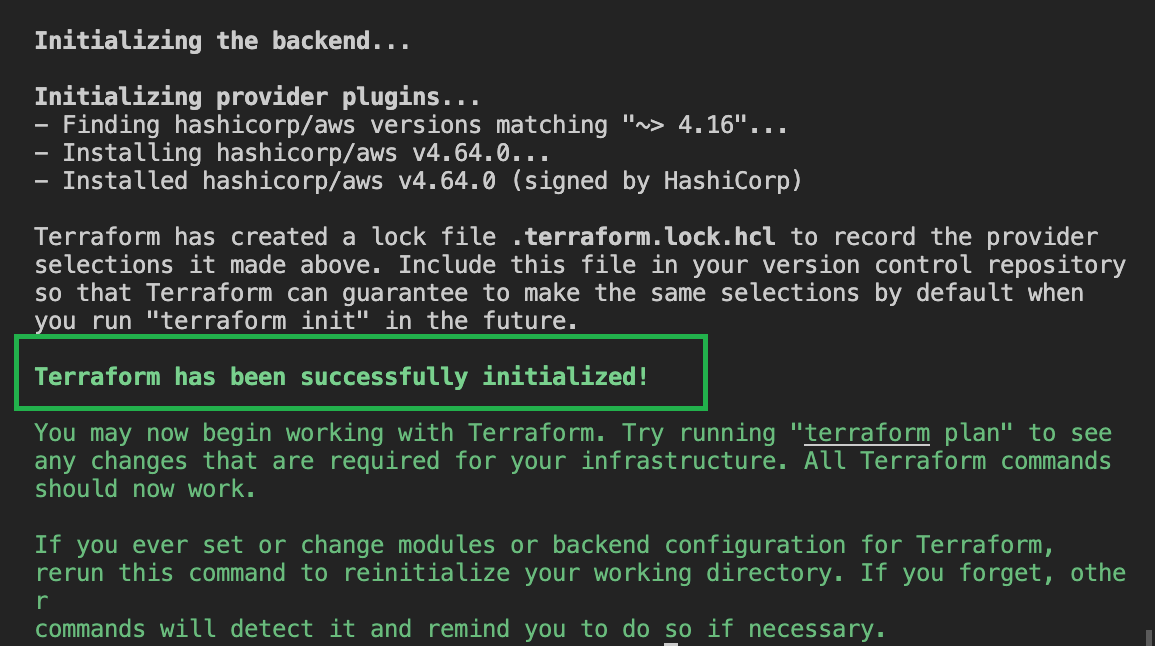 Initializing the backend...
Initializing provider plugins...
– Finding hashicorp/aws versions matching "~> 4.16"...
– Installing hashicorp/aws v4.64.0...
– Installed hashicorp/aws v4.64.0 (signed by HashiCorp)
Terraform has created a lock file .terraform.lock.hcl to record the provider
selections it made above. Include this file in your version control repository
so that Terraform can guarantee to make the same selections by default when
you run "terraform init" in the future.
Terraform has been successfully initialized!
You may now begin working with Terraform. Try running "terraform plan" to see
any changes that are required for your infrastructure. All Terraform commands
should now work.
If you ever set or change modules or backend configuration for Terraform,
rerun this command to reinitialize your working directory. If you forget, othe
r
commands will detect it and remind you to do so if necessary.